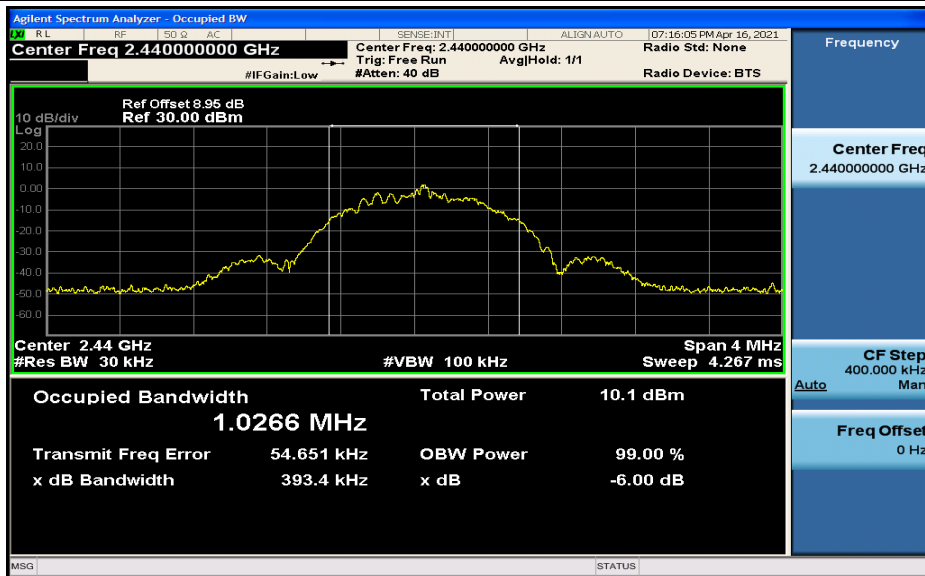 Agilent Spectrum Analyzer - Occupied BW
LXI RL RF 50 Ω AC SENSE:INT ALIGN AUTO 07:16:05 PM Apr 16, 2021
Center Freq 2.440000000 GHz
Center Freq: 2.440000000 GHz
Radio Std: None
Trig: Free Run Avg|Hold: 1/1
#IFGain:Low
#Atten: 40 dB
Radio Device: BTS
Frequency
Ref Offset 8.95 dB
10 dB/div Ref 30.00 dBm
Log
20.0
10.0
0.00
-10.0
-20.0
-30.0
-40.0
-50.0
-60.0
Center 2.44 GHz Span 4 MHz
#Res BW 30 kHz #VBW 100 kHz Sweep 4.267 ms
Occupied Bandwidth Total Power 10.1 dBm
1.0266 MHz
Transmit Freq Error 54.651 kHz OBW Power 99.00 %
x dB Bandwidth 393.4 kHz x dB -6.00 dB
Center Freq
2.440000000 GHz
CF Step
400.000 kHz
Auto Man
Freq Offset
0 Hz
MSG STATUS